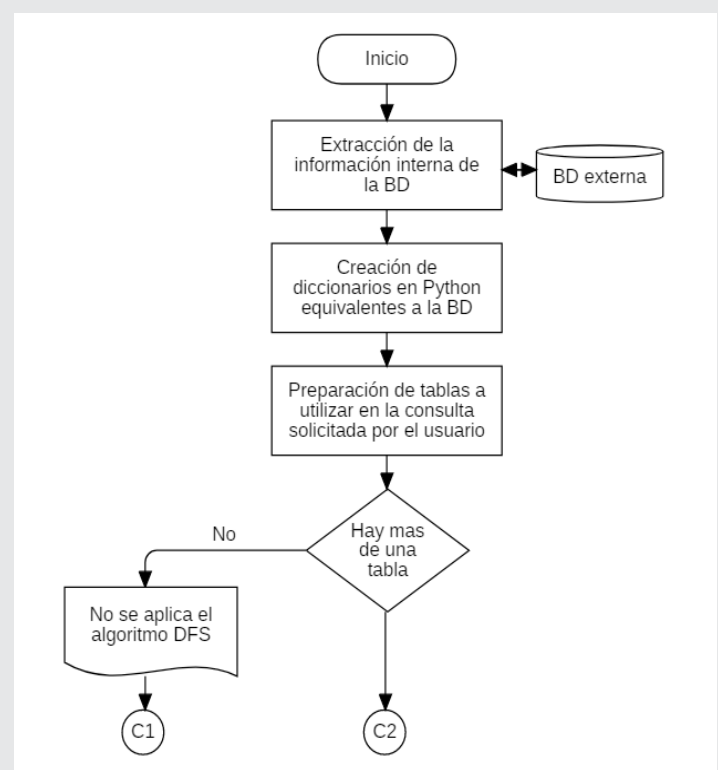 Inicio
Extracción de la
información interna de
la BD
BD externa
Creación de
diccionarios en Python
equivalentes a la BD
Preparación de tablas a
utilizar en la consulta
solicitada por el usuario
Hay mas
de una
tabla
No
No se aplica el
algoritmo DFS
C1
C2